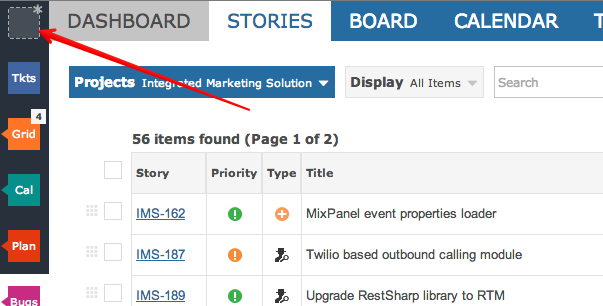 DASHBOARD STORIES BOARD CALENDAR T
Tkts
4
Grid
Cal
Plan
Bugs
Projects Integrated Marketing Solution Display All Items Search
56 items found (Page 1 of 2)
Story Priority Type Title
IMS-162 MixPanel event properties loader
IMS-187 Twilio based outbound calling module
IMS-189 Upgrade RestSharp library to RTM